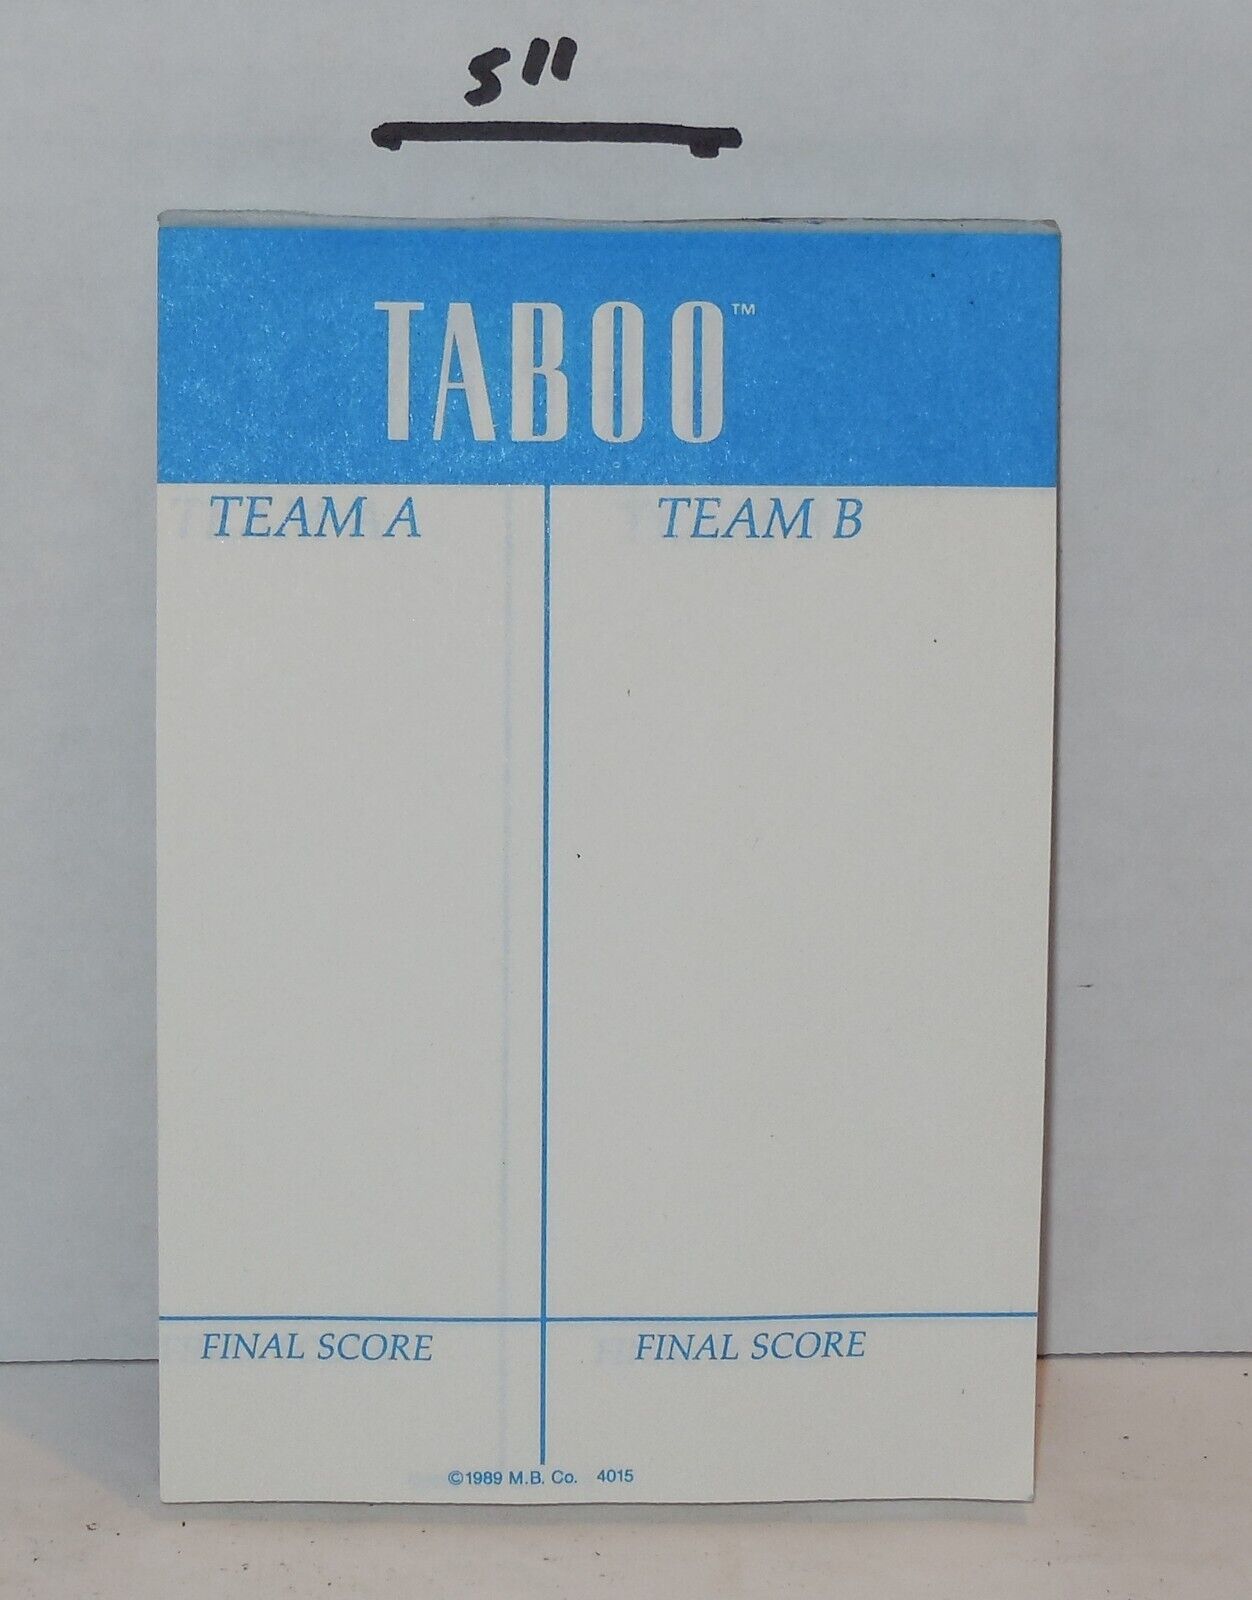 5"
TABOO™
TEAM A TEAM B
FINAL SCORE FINAL SCORE
©1989 M.B. Co. 4015